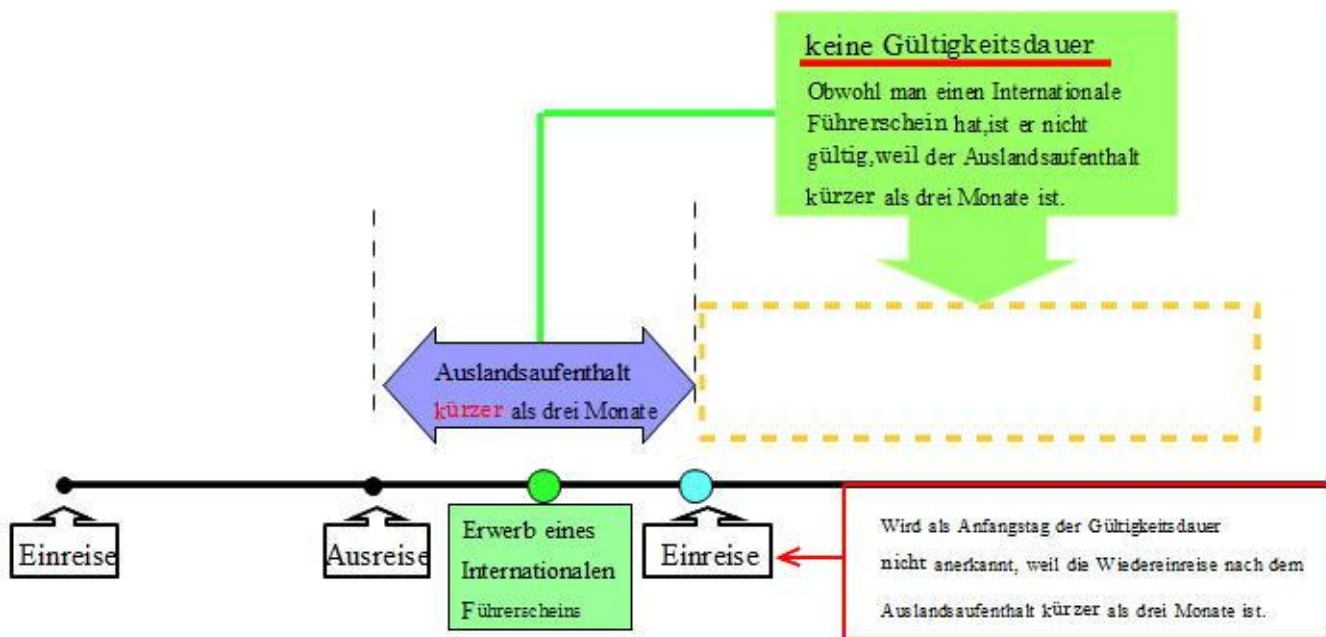 keine Gültigkeitsdauer
Obwohl man einen Internationale
Führerschein hat,ist er nicht
gültig,weil der Auslandsaufenthalt
kürzer als drei Monate ist.
Auslandsaufenthalt
kürzer als drei Monate
Einreise
Ausreise
Erwerb eines
Internationalen
Führerscheins
Einreise
Wird als Anfangstag der Gültigkeitsdauer
nicht anerkannt, weil die Wiedereinreise nach dem
Auslandsaufenthalt kürzer als drei Monate ist.